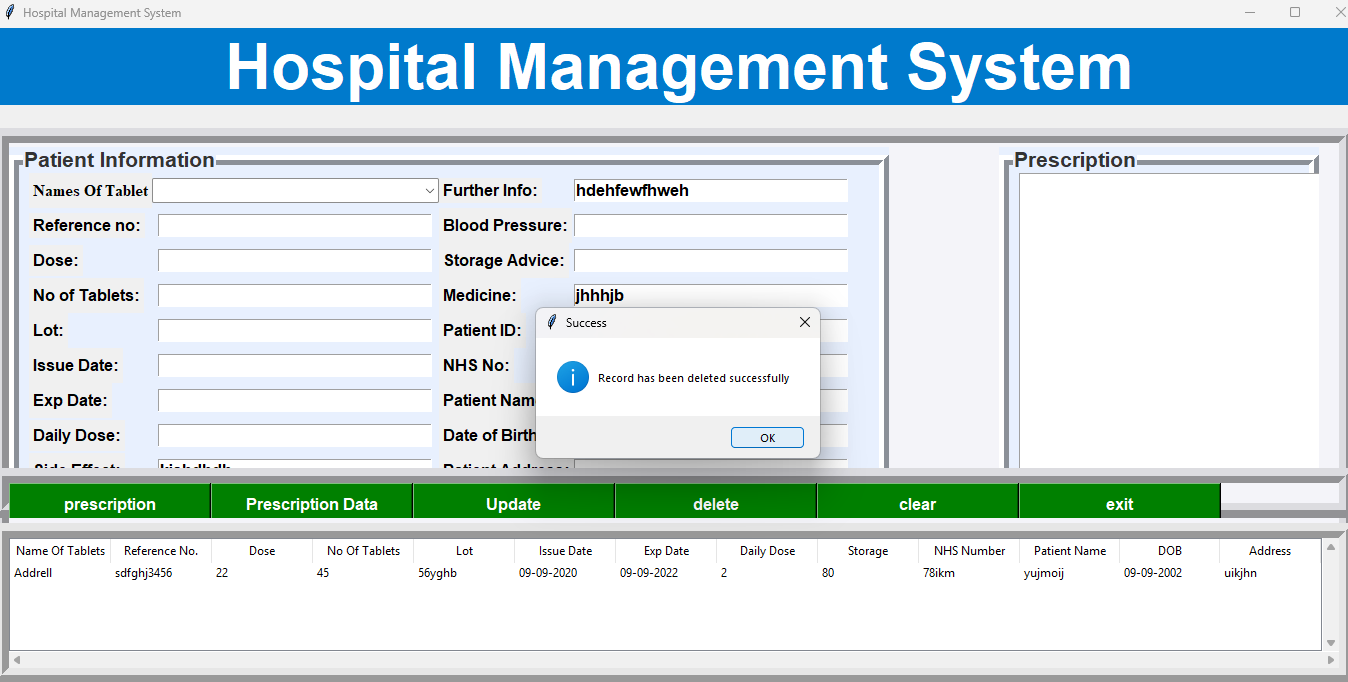 Hospital Management System
Hospital Management System
Patient Information
Prescription
Names Of Tablet
Further Info: hdehfewfhweh
Reference no:
Blood Pressure:
Dose:
Storage Advice:
No of Tablets:
Medicine: jhhhjb
Lot:
Patient ID:
Issue Date:
NHS No:
Exp Date:
Patient Nam
Daily Dose:
Date of Birth
Side Effect:
Patient Address:
Success
Record has been deleted successfully
OK
prescription Prescription Data Update delete clear exit
Name Of Tablets Reference No. Dose No Of Tablets Lot Issue Date Exp Date Daily Dose Storage NHS Number Patient Name DOB Address
Addrell sdfghj3456 22 45 56yghb 09-09-2020 09-09-2022 2 80 78ikm yujmoij 09-09-2002 uikjhn